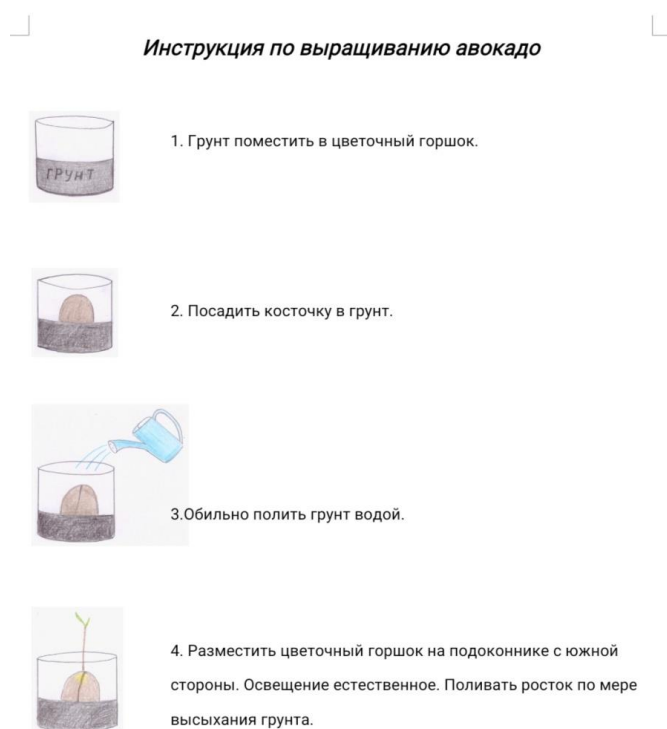 Инструкция по выращиванию авокадо
1. Грунт поместить в цветочный горшок.
ГРУНТ
2. Посадить косточку в грунт.
3.Обильно полить грунт водой.
4. Разместить цветочный горшок на подоконнике с южной
стороны. Освещение естественное. Поливать росток по мере
высыхания грунта.